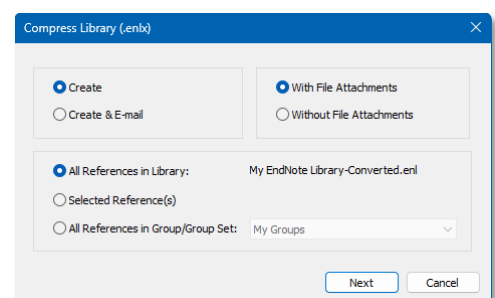 Compress Library (.enlx)
Create
With File Attachments
Create & E-mail
Without File Attachments
All References in Library: My EndNote Library-Converted.enl
Selected Reference(s)
All References in Group/Group Set: My Groups
Next Cancel